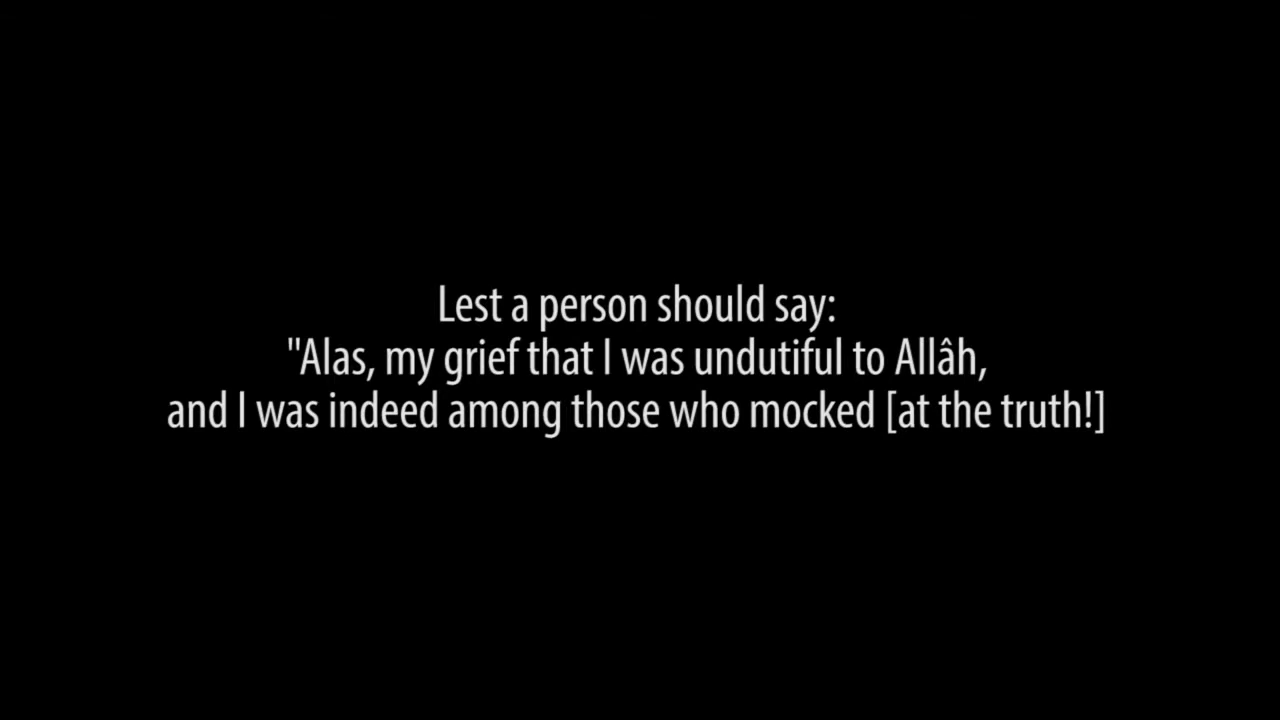 Lest a person should say:
"Alas, my grief that I was undutiful to Allâh,
and I was indeed among those who mocked [at the truth!]